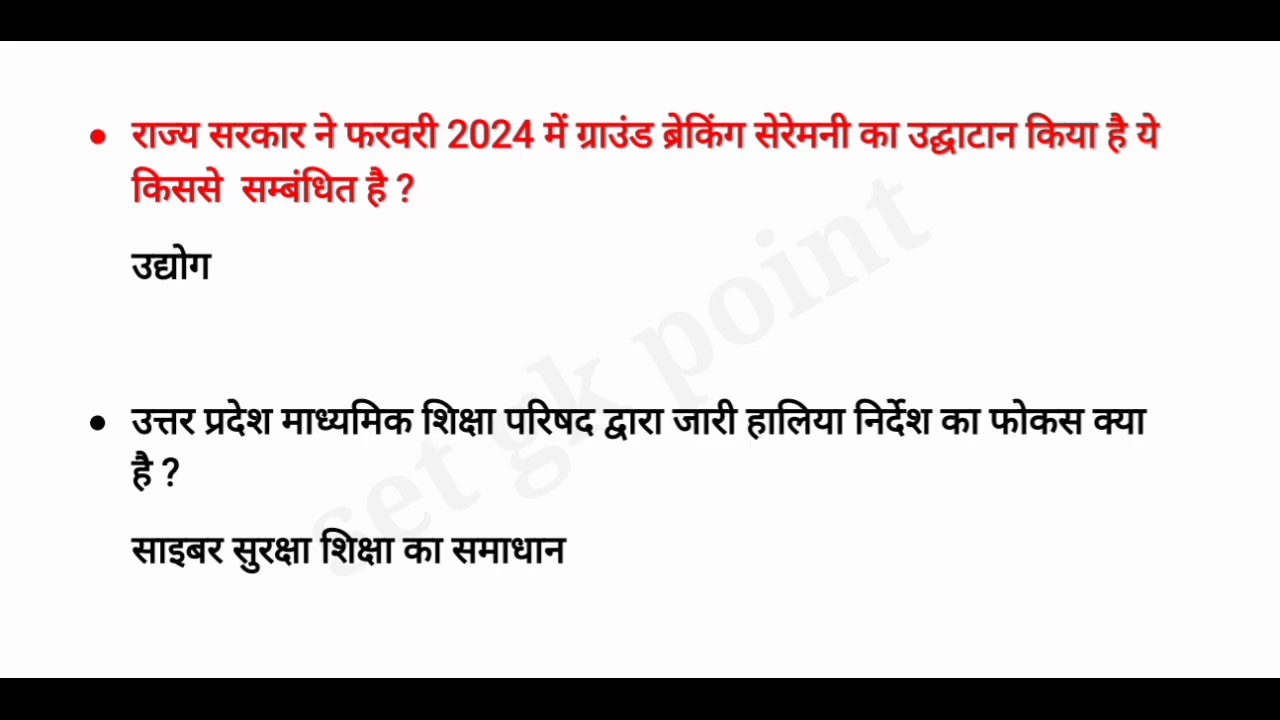 • राज्य सरकार ने फरवरी 2024 में ग्राउंड ब्रेकिंग सेरेमनी का उद्घाटान किया है ये
किससे सम्बंधित है ?
उद्योग
• उत्तर प्रदेश माध्यमिक शिक्षा परिषद द्वारा जारी हालिया निर्देश का फोकस क्या
है ?
साइबर सुरक्षा शिक्षा का समाधान
set gk point